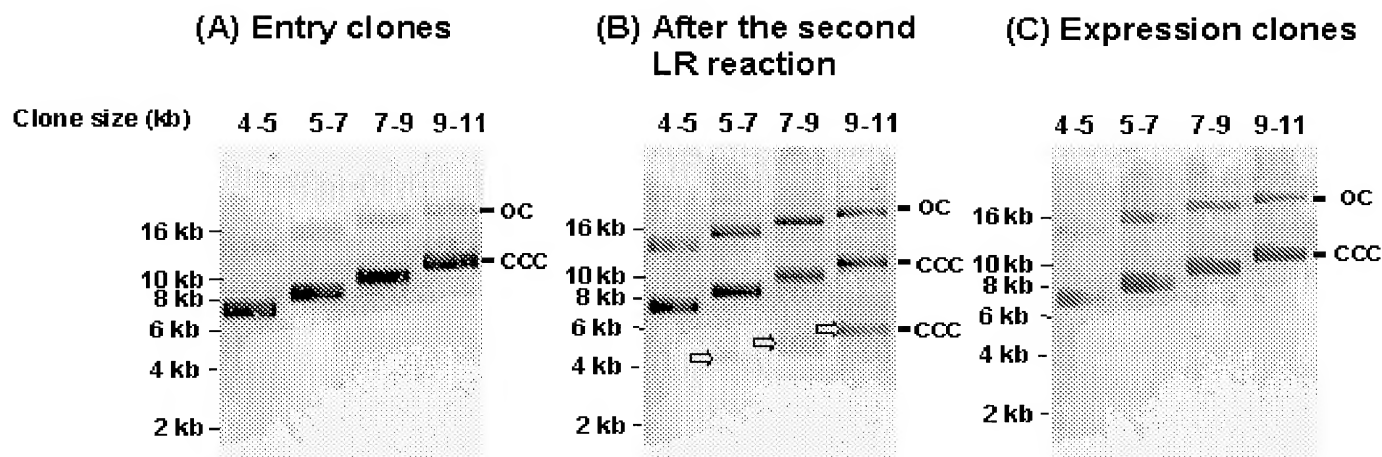 (A) Entry clones
(B) After the second
LR reaction
(C) Expression clones
Clone size (kb)
4-5 5-7 7-9 9-11
4-5 5-7 7-9 9-11
4-5 5-7 7-9 9-11
16 kb
10 kb
8 kb
6 kb
4 kb
2 kb
OC
CCC
16 kb
10 kb
8 kb
6 kb
4 kb
2 kb
OC
CCC
CCC
16 kb
10 kb
8 kb
6 kb
4 kb
2 kb
OC
CCC